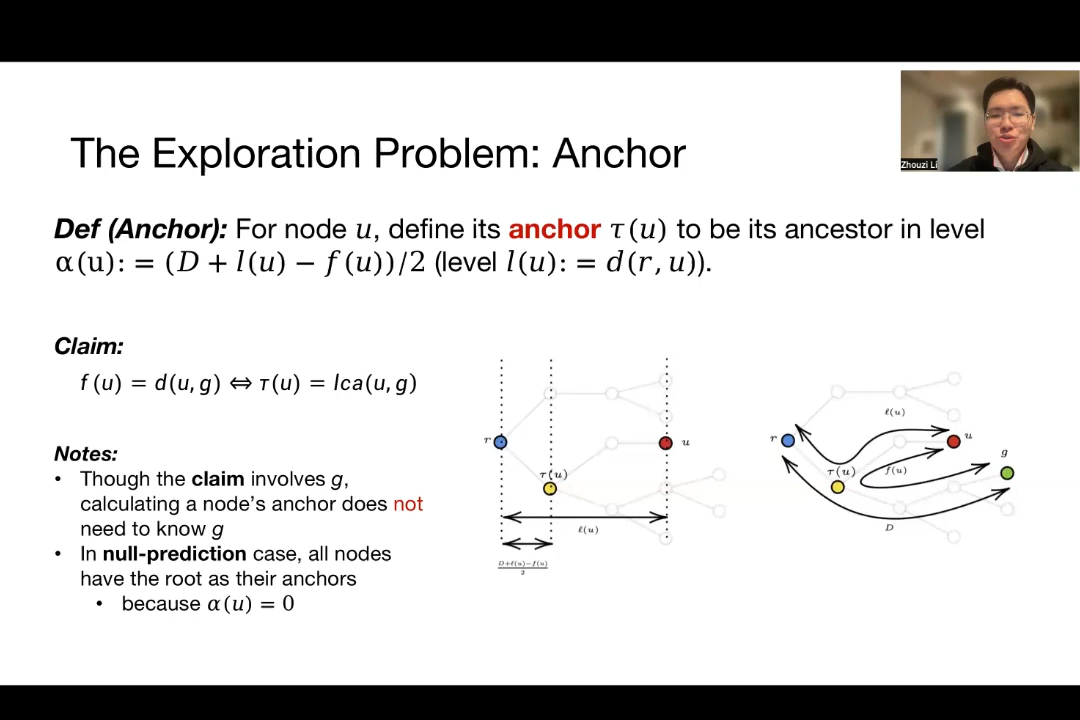 Zhouzi Li
The Exploration Problem: Anchor
Def (Anchor): For node u, define its anchor τ(u) to be its ancestor in level
α(u): = (D + l(u) − f(u))/2 (level l(u): = d(r, u)).
Claim:
f(u) = d(u, g) ⇔ τ(u) = lca(u, g)
Notes:
• Though the claim involves g,
calculating a node's anchor does not
need to know g
• In null-prediction case, all nodes
have the root as their anchors
• because α(u) = 0
r
u
τ(u)
ℓ(u)
D+ℓ(u)−f(u)
2
ℓ(u)
r
u
g
τ(u)
f(u)
D